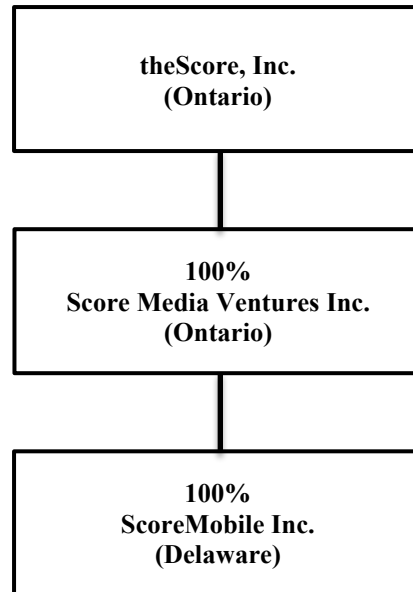 theScore, Inc.
(Ontario)
100%
Score Media Ventures Inc.
(Ontario)
100%
ScoreMobile Inc.
(Delaware)